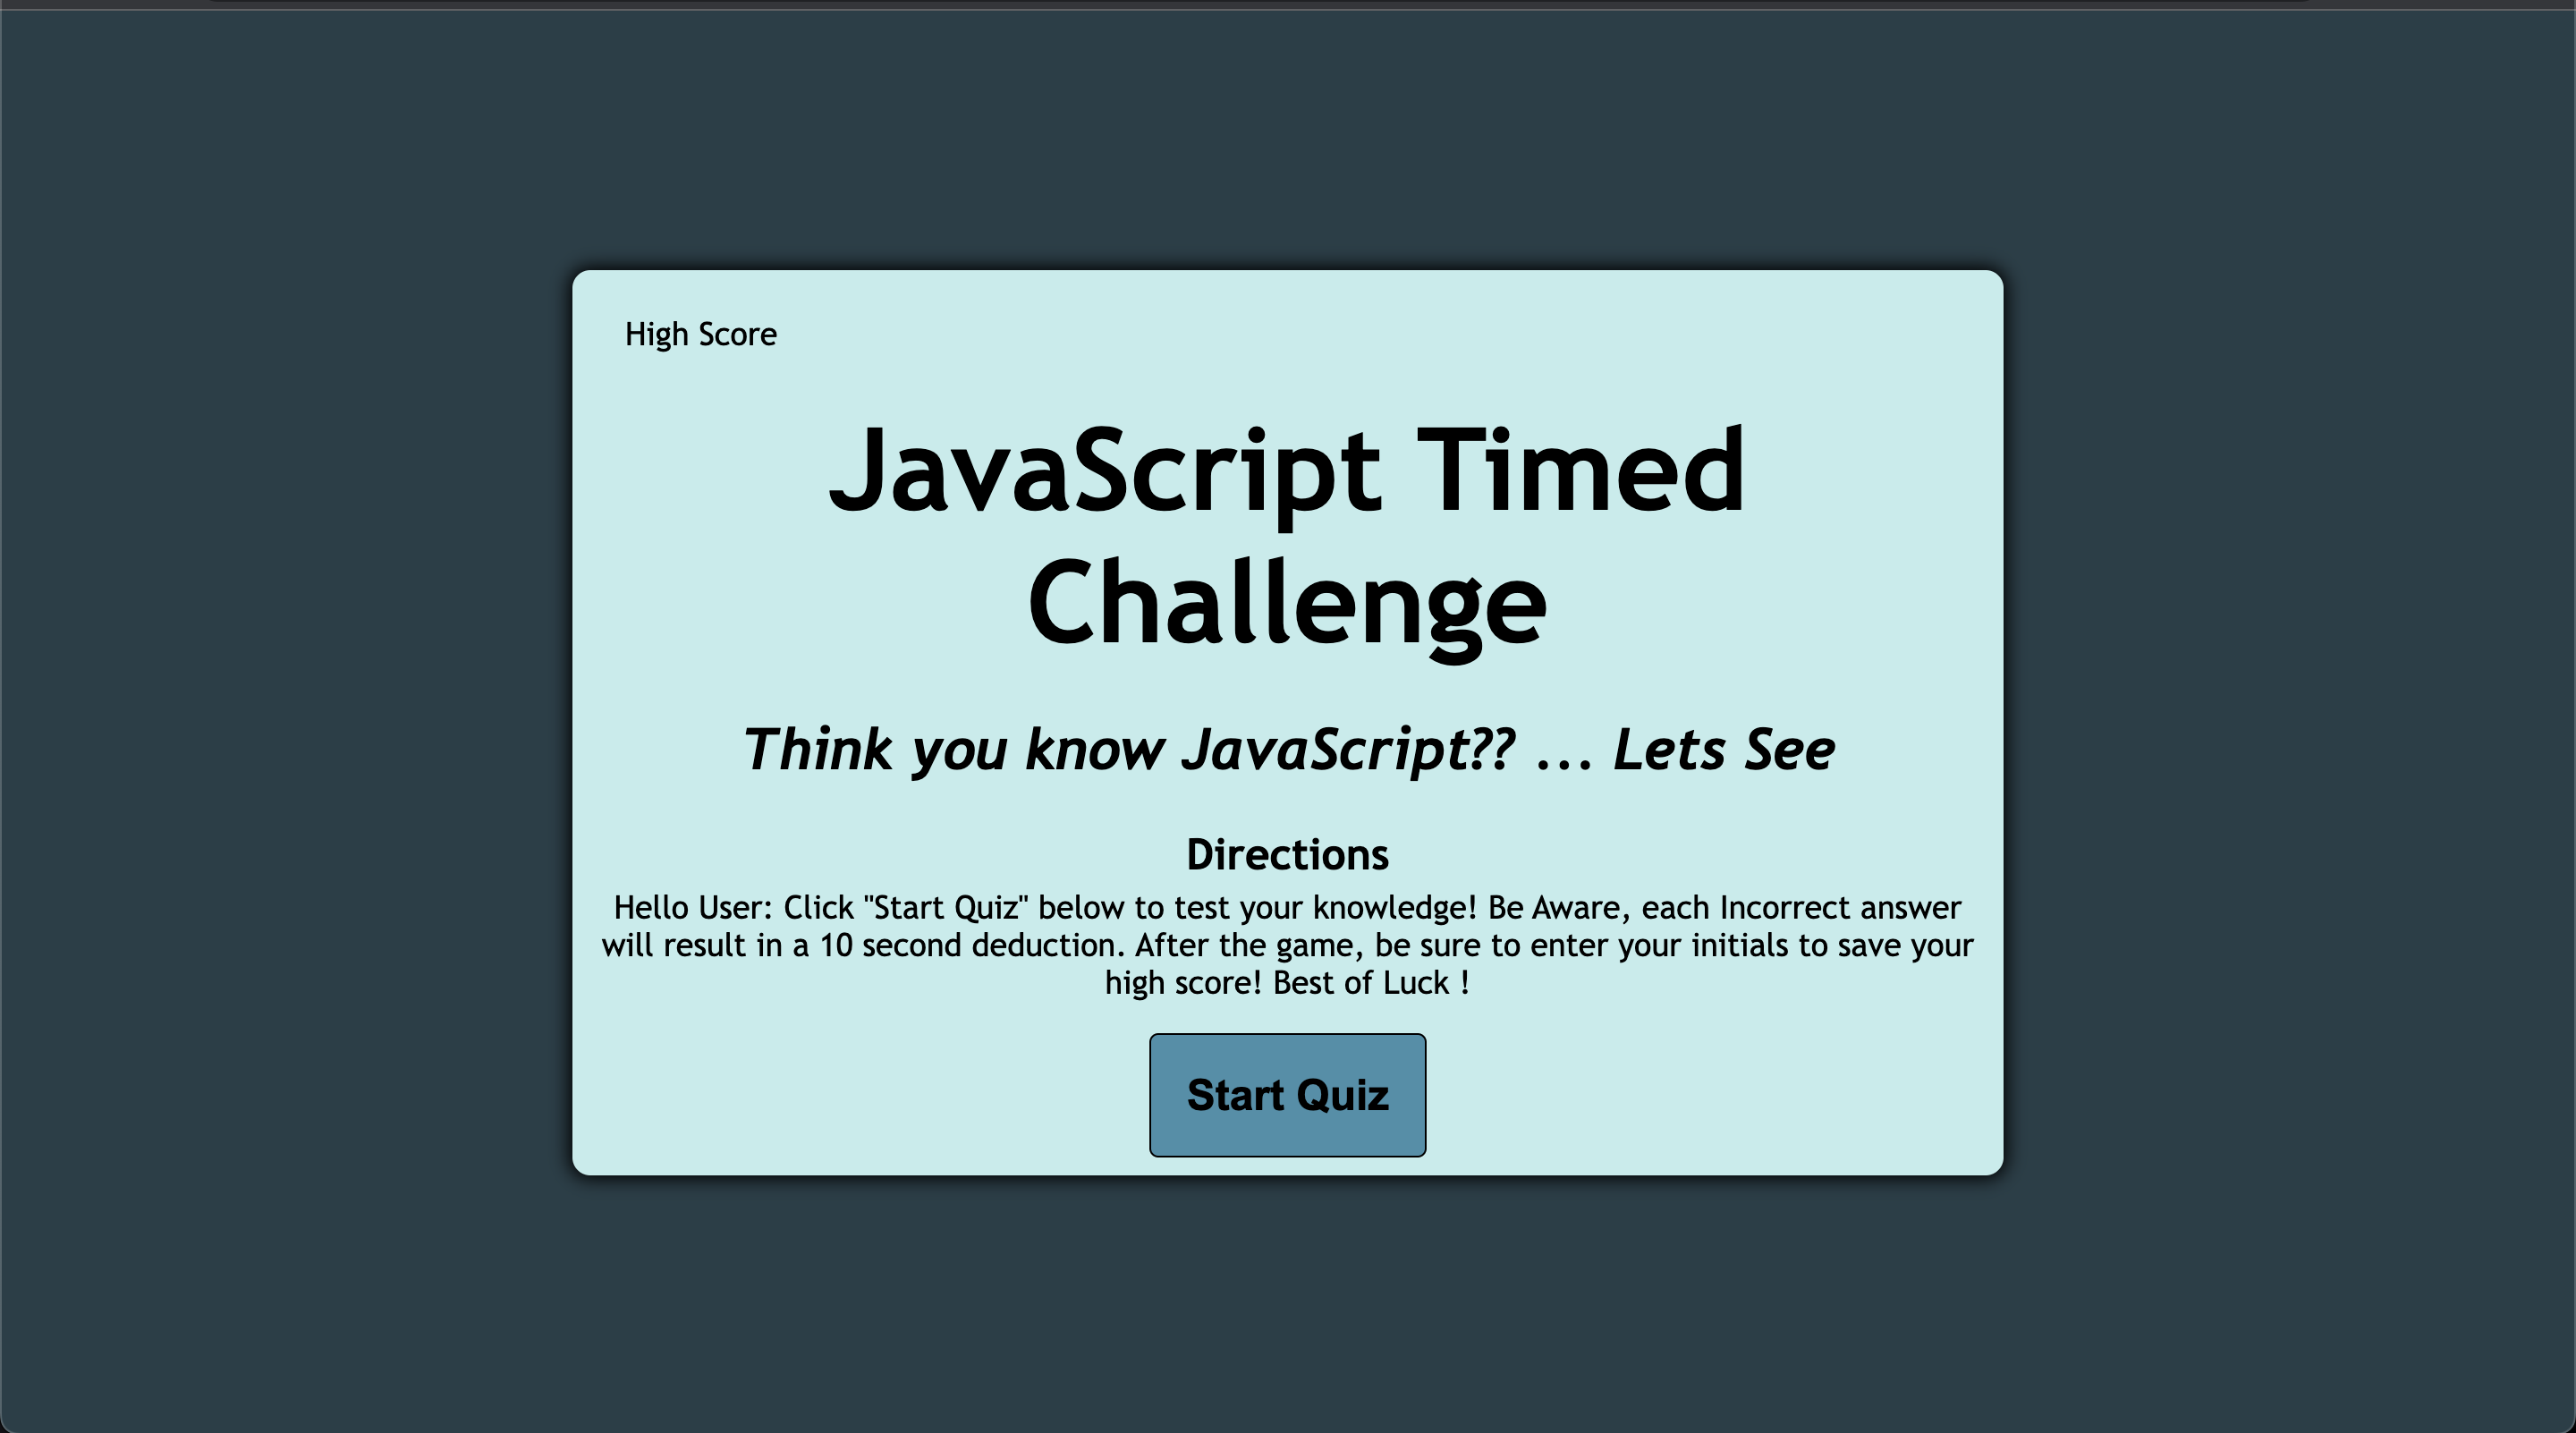 High Score
JavaScript Timed
Challenge
Think you know JavaScript?? ... Lets See
Directions
Hello User: Click "Start Quiz" below to test your knowledge! Be Aware, each Incorrect answer
will result in a 10 second deduction. After the game, be sure to enter your initials to save your
high score! Best of Luck !
Start Quiz